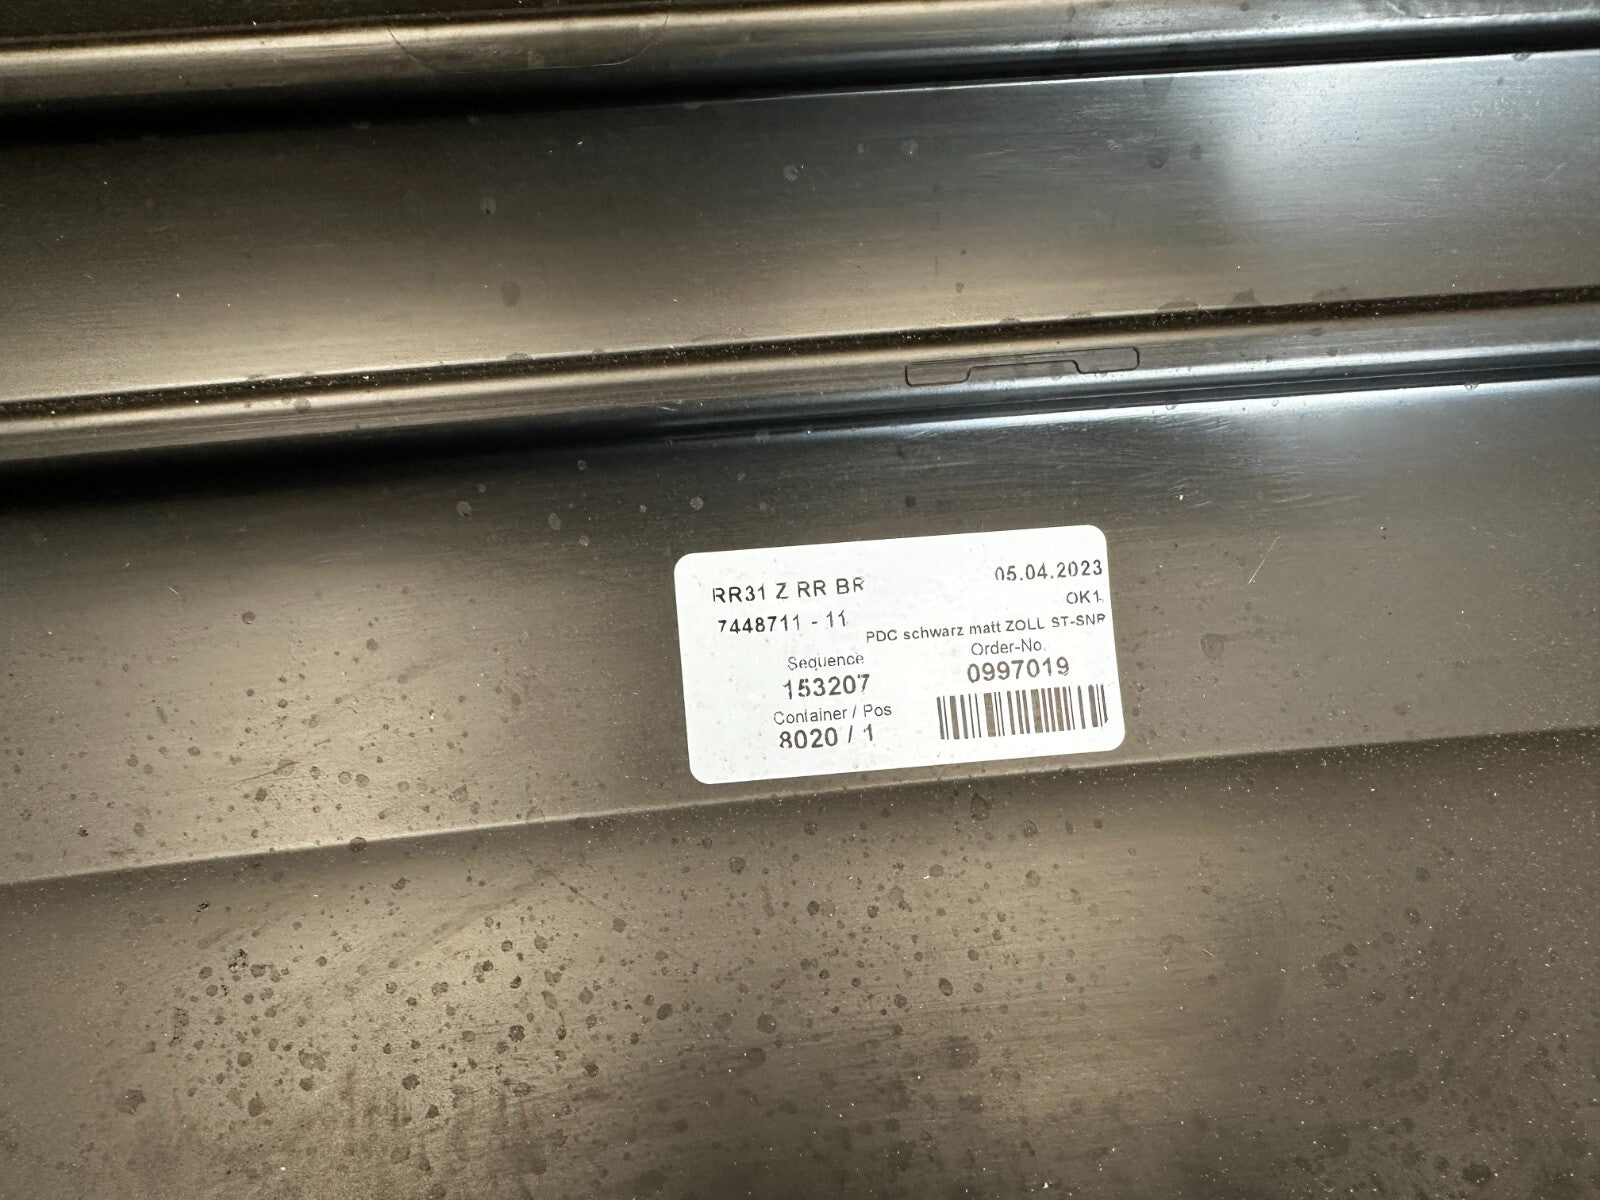 RR31 Z RR BR
05.04.2023
OK1
7448711 - 11
PDC schwarz matt ZOLL ST-SNR
Sequence
153207
Order-No.
0997019
Container / Pos
8020 / 1